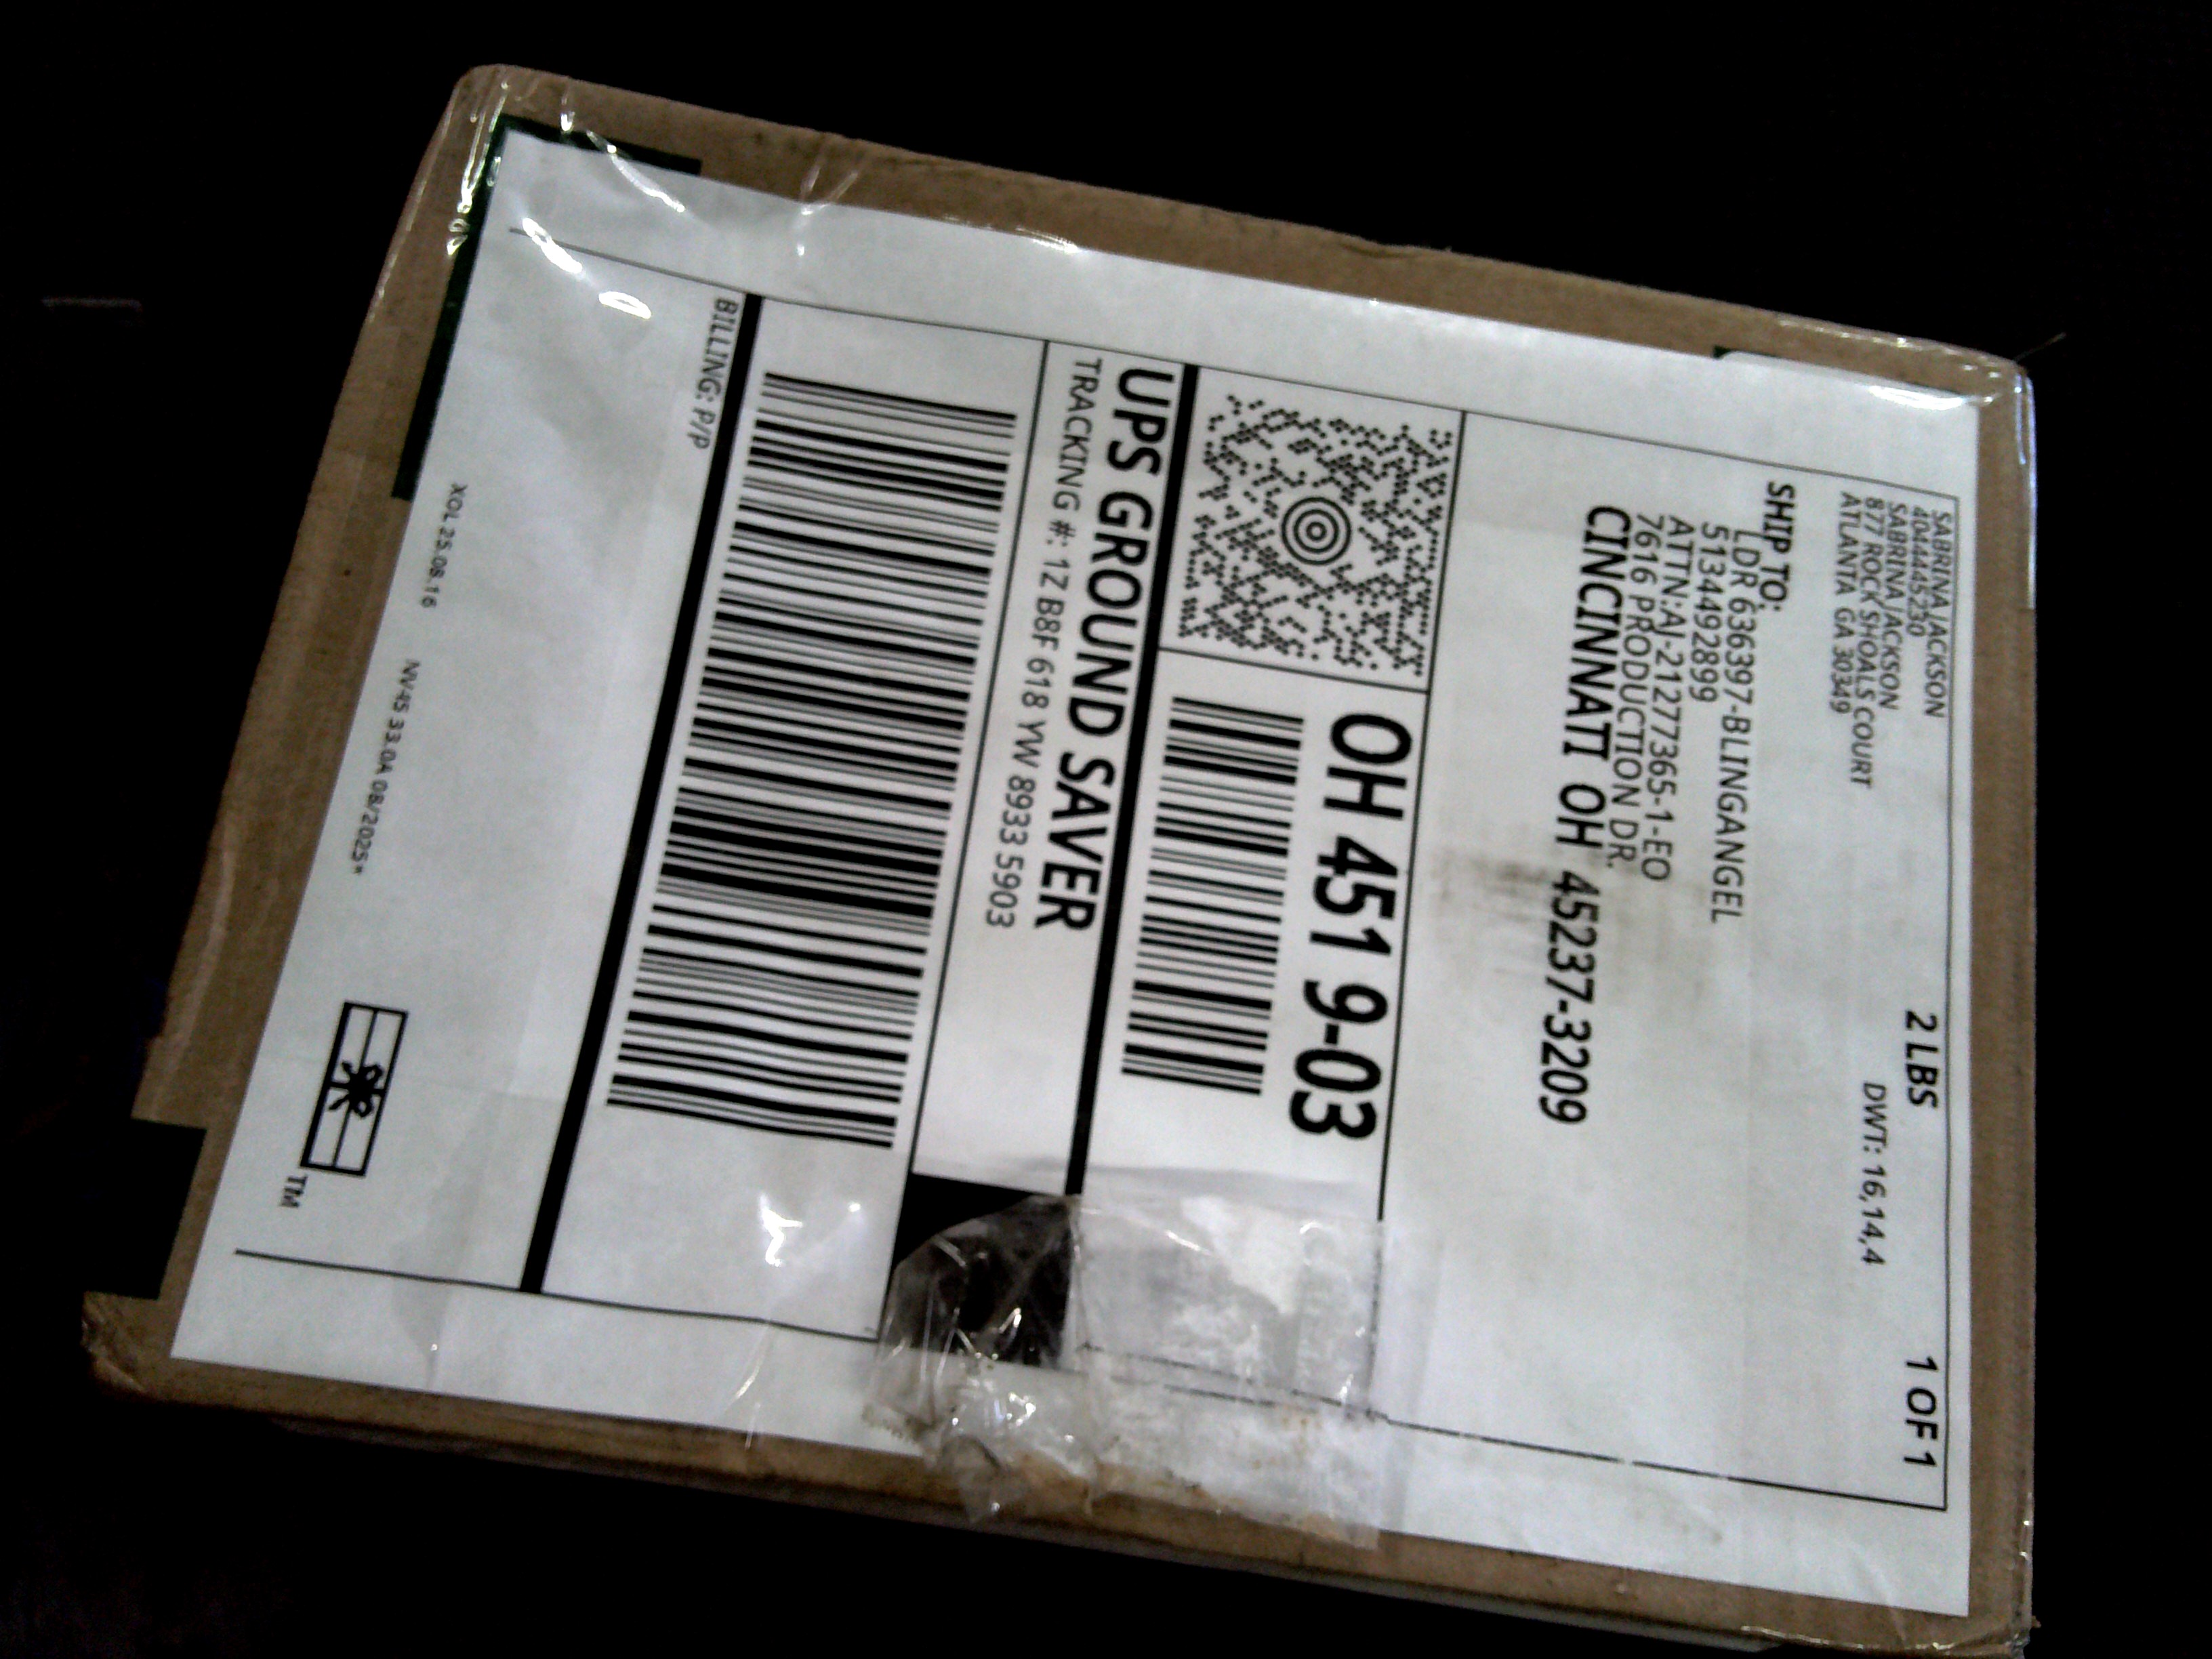 SABRINA JACKSON
4044445230
SABRINA JACKSON
877 ROCK SHOALS COURT
ATLANTA GA 30349
2 LBS
1 OF 1
DWT: 16,14,4
SHIP TO:
LDR 636397-BLINGANGEL
5134492899
ATTN:AJ-21277365-1-EO
7616 PRODUCTION DR.
CINCINNATI OH 45237-3209
OH 451 9-03
UPS GROUND SAVER
TRACKING #: 1Z B8F 618 YW 8933 5903
BILLING: P/P
XOL 25.08.16
NV45 33.0A 08/2025*
TM